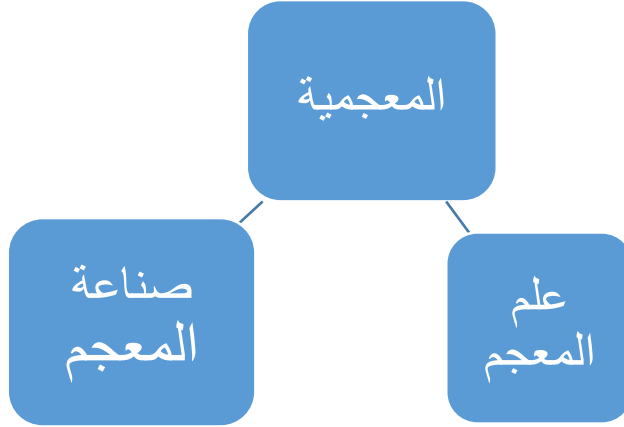 المعجمية
علم
المعجم
صناعة
المعجم